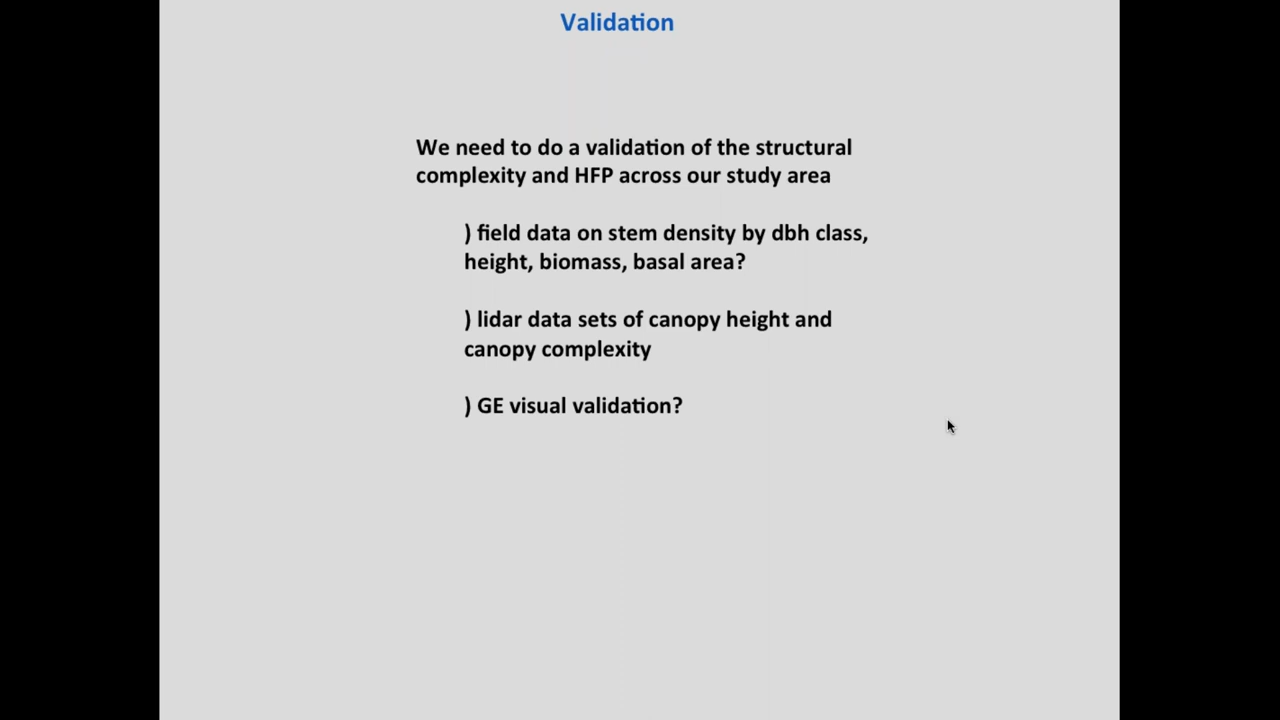 Validation
We need to do a validation of the structural
complexity and HFP across our study area
) field data on stem density by dbh class,
height, biomass, basal area?
) lidar data sets of canopy height and
canopy complexity
) GE visual validation?